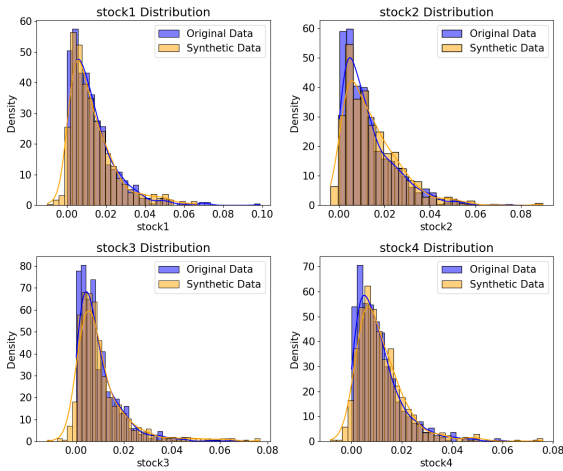 stock1 Distribution
60
50
40
30
20
10
0
Density
0.00 0.02 0.04 0.06 0.08 0.10
stock1
Original Data
Synthetic Data
stock2 Distribution
60
50
40
30
20
10
0
Density
0.00 0.02 0.04 0.06 0.08
stock2
Original Data
Synthetic Data
stock3 Distribution
80
70
60
50
40
30
20
10
0
Density
0.00 0.02 0.04 0.06 0.08
stock3
Original Data
Synthetic Data
stock4 Distribution
70
60
50
40
30
20
10
0
Density
0.00 0.02 0.04 0.06 0.08
stock4
Original Data
Synthetic Data